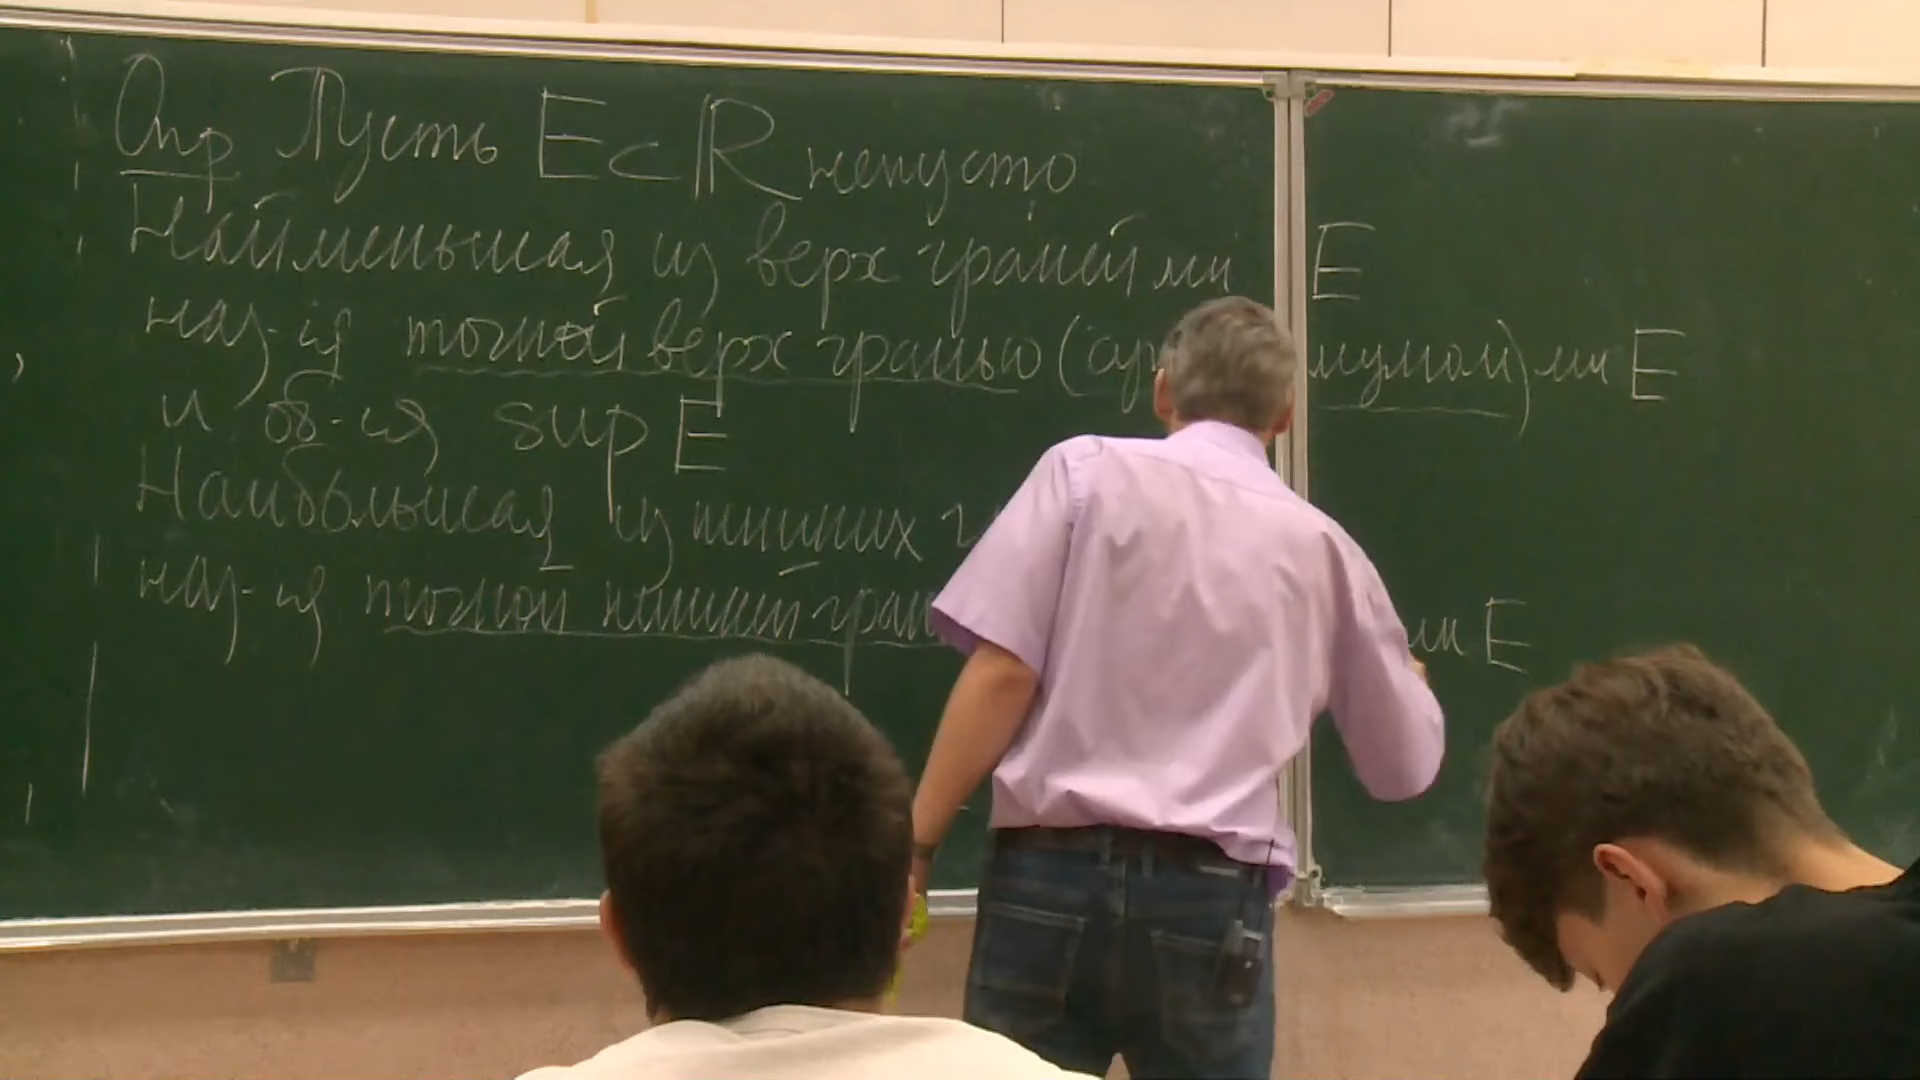 Опр Пусть E ⊂ ℝ непусто
Наименьшая из верх граней мн E
наз-ся точной верх гранью (супремумом) мн E
и об-ся sup E
Наибольшая из нижних
наз-ся точной нижней гран мн E